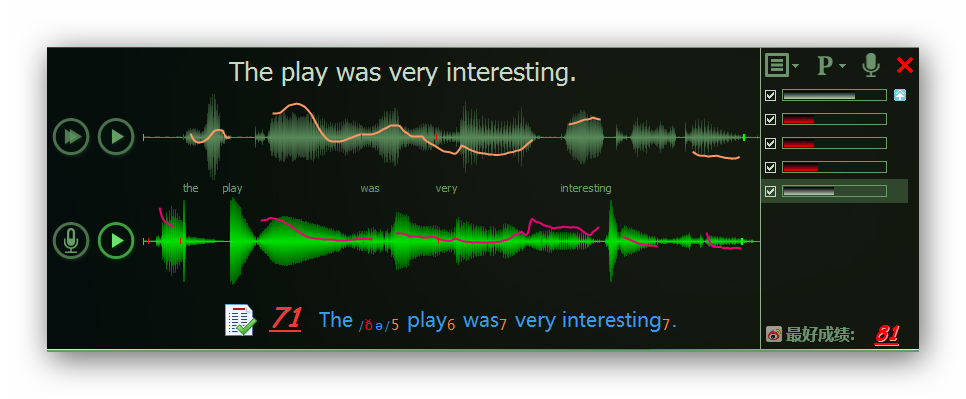 The play was very interesting.
P
the play was very interesting
71 The /ðɵ/5 play6 was7 very interesting7.
最好成绩: 81